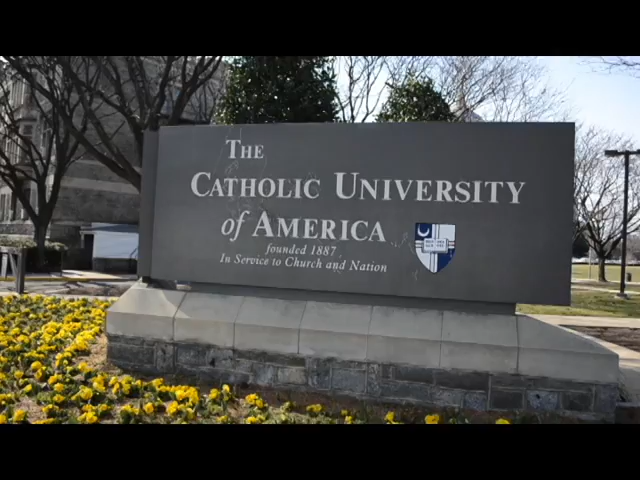 THE
CATHOLIC UNIVERSITY
of AMERICA
founded 1887
In Service to Church and Nation